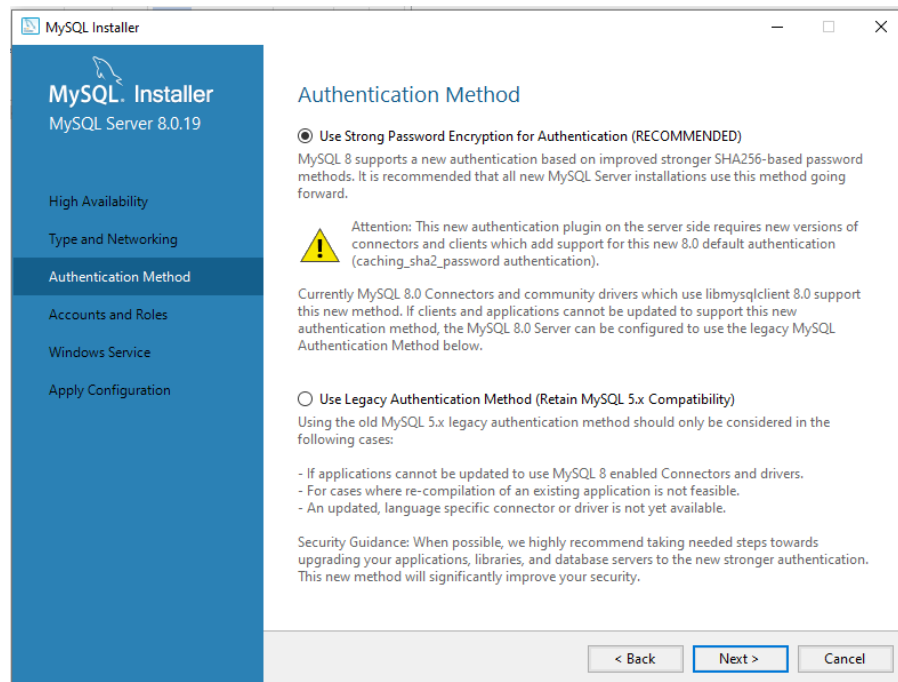 MySQL Installer
MySQL. Installer
MySQL Server 8.0.19
High Availability
Type and Networking
Authentication Method
Accounts and Roles
Windows Service
Apply Configuration
Authentication Method
Use Strong Password Encryption for Authentication (RECOMMENDED)
MySQL 8 supports a new authentication based on improved stronger SHA256-based password
methods. It is recommended that all new MySQL Server installations use this method going
forward.
Attention: This new authentication plugin on the server side requires new versions of
connectors and clients which add support for this new 8.0 default authentication
(caching_sha2_password authentication).
Currently MySQL 8.0 Connectors and community drivers which use libmysqlclient 8.0 support
this new method. If clients and applications cannot be updated to support this new
authentication method, the MySQL 8.0 Server can be configured to use the legacy MySQL
Authentication Method below.
Use Legacy Authentication Method (Retain MySQL 5.x Compatibility)
Using the old MySQL 5.x legacy authentication method should only be considered in the
following cases:
- If applications cannot be updated to use MySQL 8 enabled Connectors and drivers.
- For cases where re-compilation of an existing application is not feasible.
- An updated, language specific connector or driver is not yet available.
Security Guidance: When possible, we highly recommend taking needed steps towards
upgrading your applications, libraries, and database servers to the new stronger authentication.
This new method will significantly improve your security.
< Back
Next >
Cancel